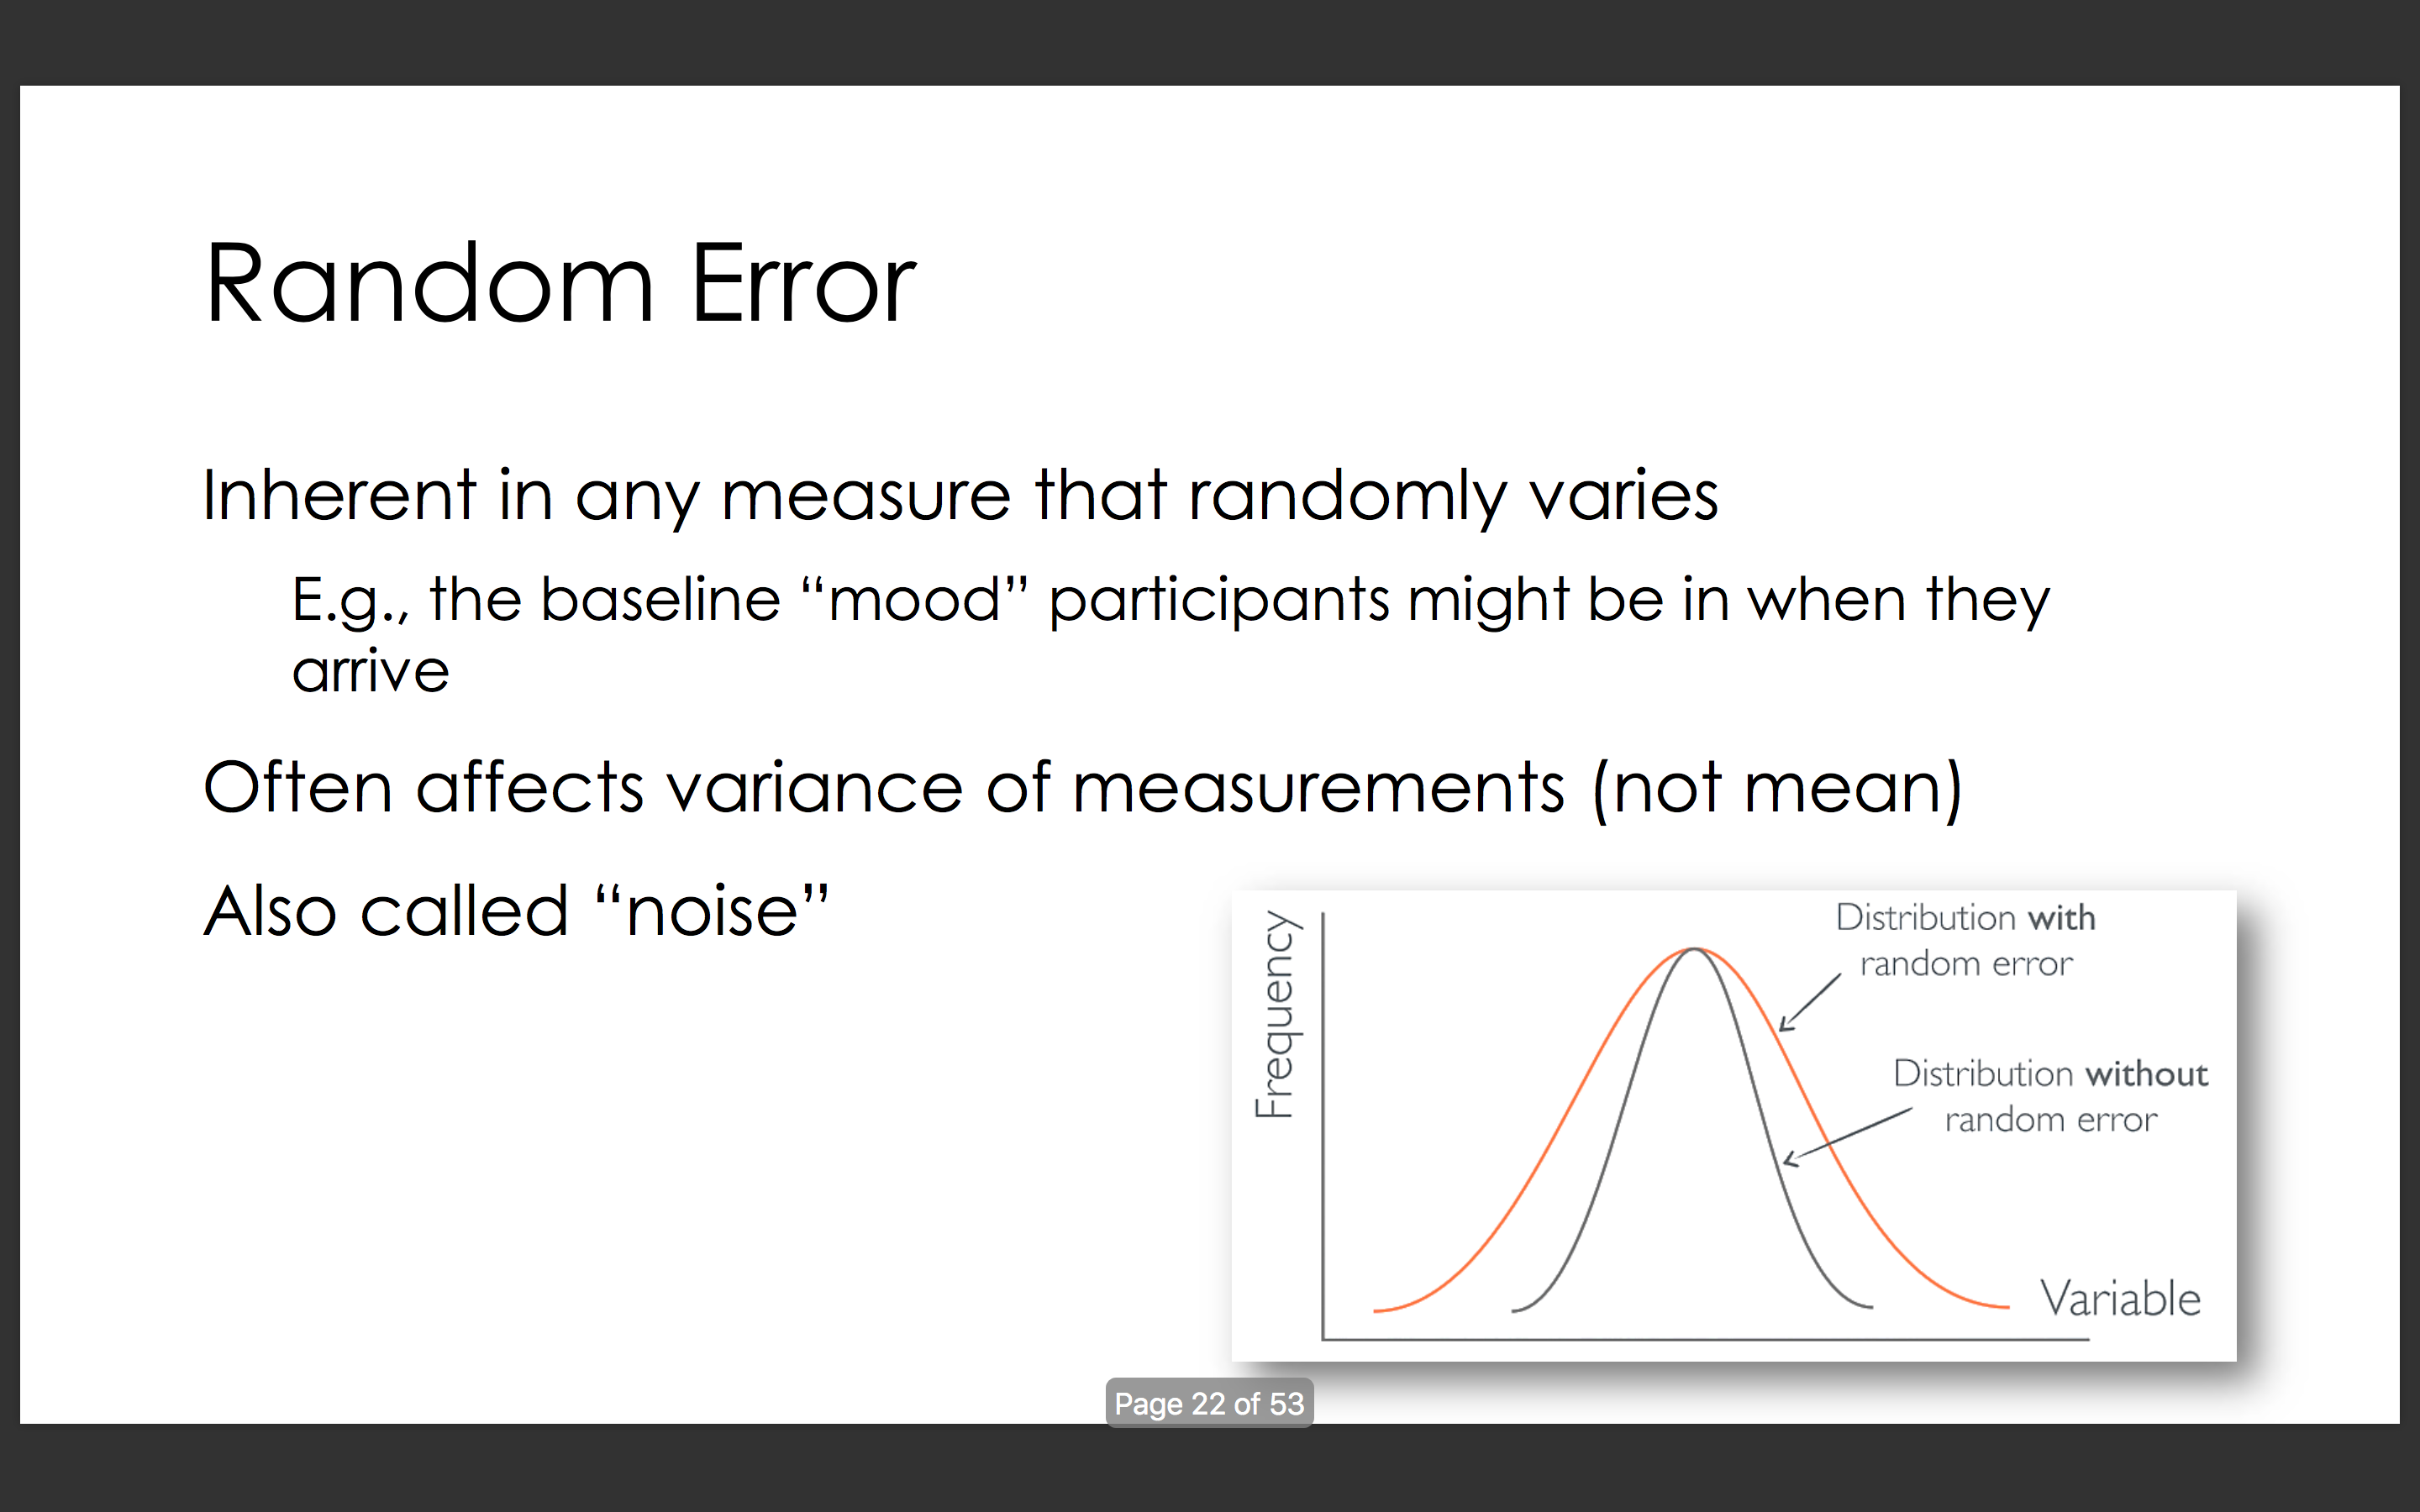 Random Error
Inherent in any measure that randomly varies
E.g., the baseline “mood” participants might be in when they
arrive
Often affects variance of measurements (not mean)
Also called “noise”
Frequency
Distribution with
random error
Distribution without
random error
Variable
Page 22 of 53